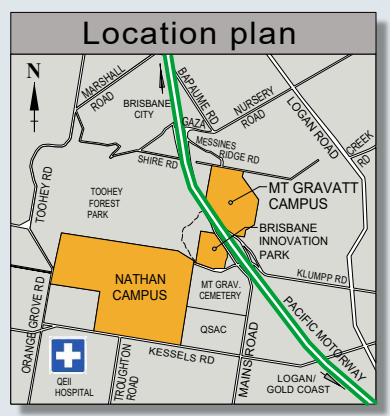 Location plan
N
MARSHALL
ROAD
BRISBANE
CITY
BAPAUME RD
GAZA
NURSERY
ROAD
MESSINES
RIDGE RD
LOGAN ROAD
CREEK
RD
SHIRE RD
TOOHEY RD
TOOHEY
FOREST
PARK
MT GRAVATT
CAMPUS
BRISBANE
INNOVATION
PARK
NATHAN
CAMPUS
MT GRAV.
CEMETERY
KLUMPP RD
ORANGE GROVE RD
QSAC
PACIFIC MOTORWAY
KESSELS RD
MAINS ROAD
QEII
HOSPITAL
TROUGHTON
ROAD
LOGAN/
GOLD COAST